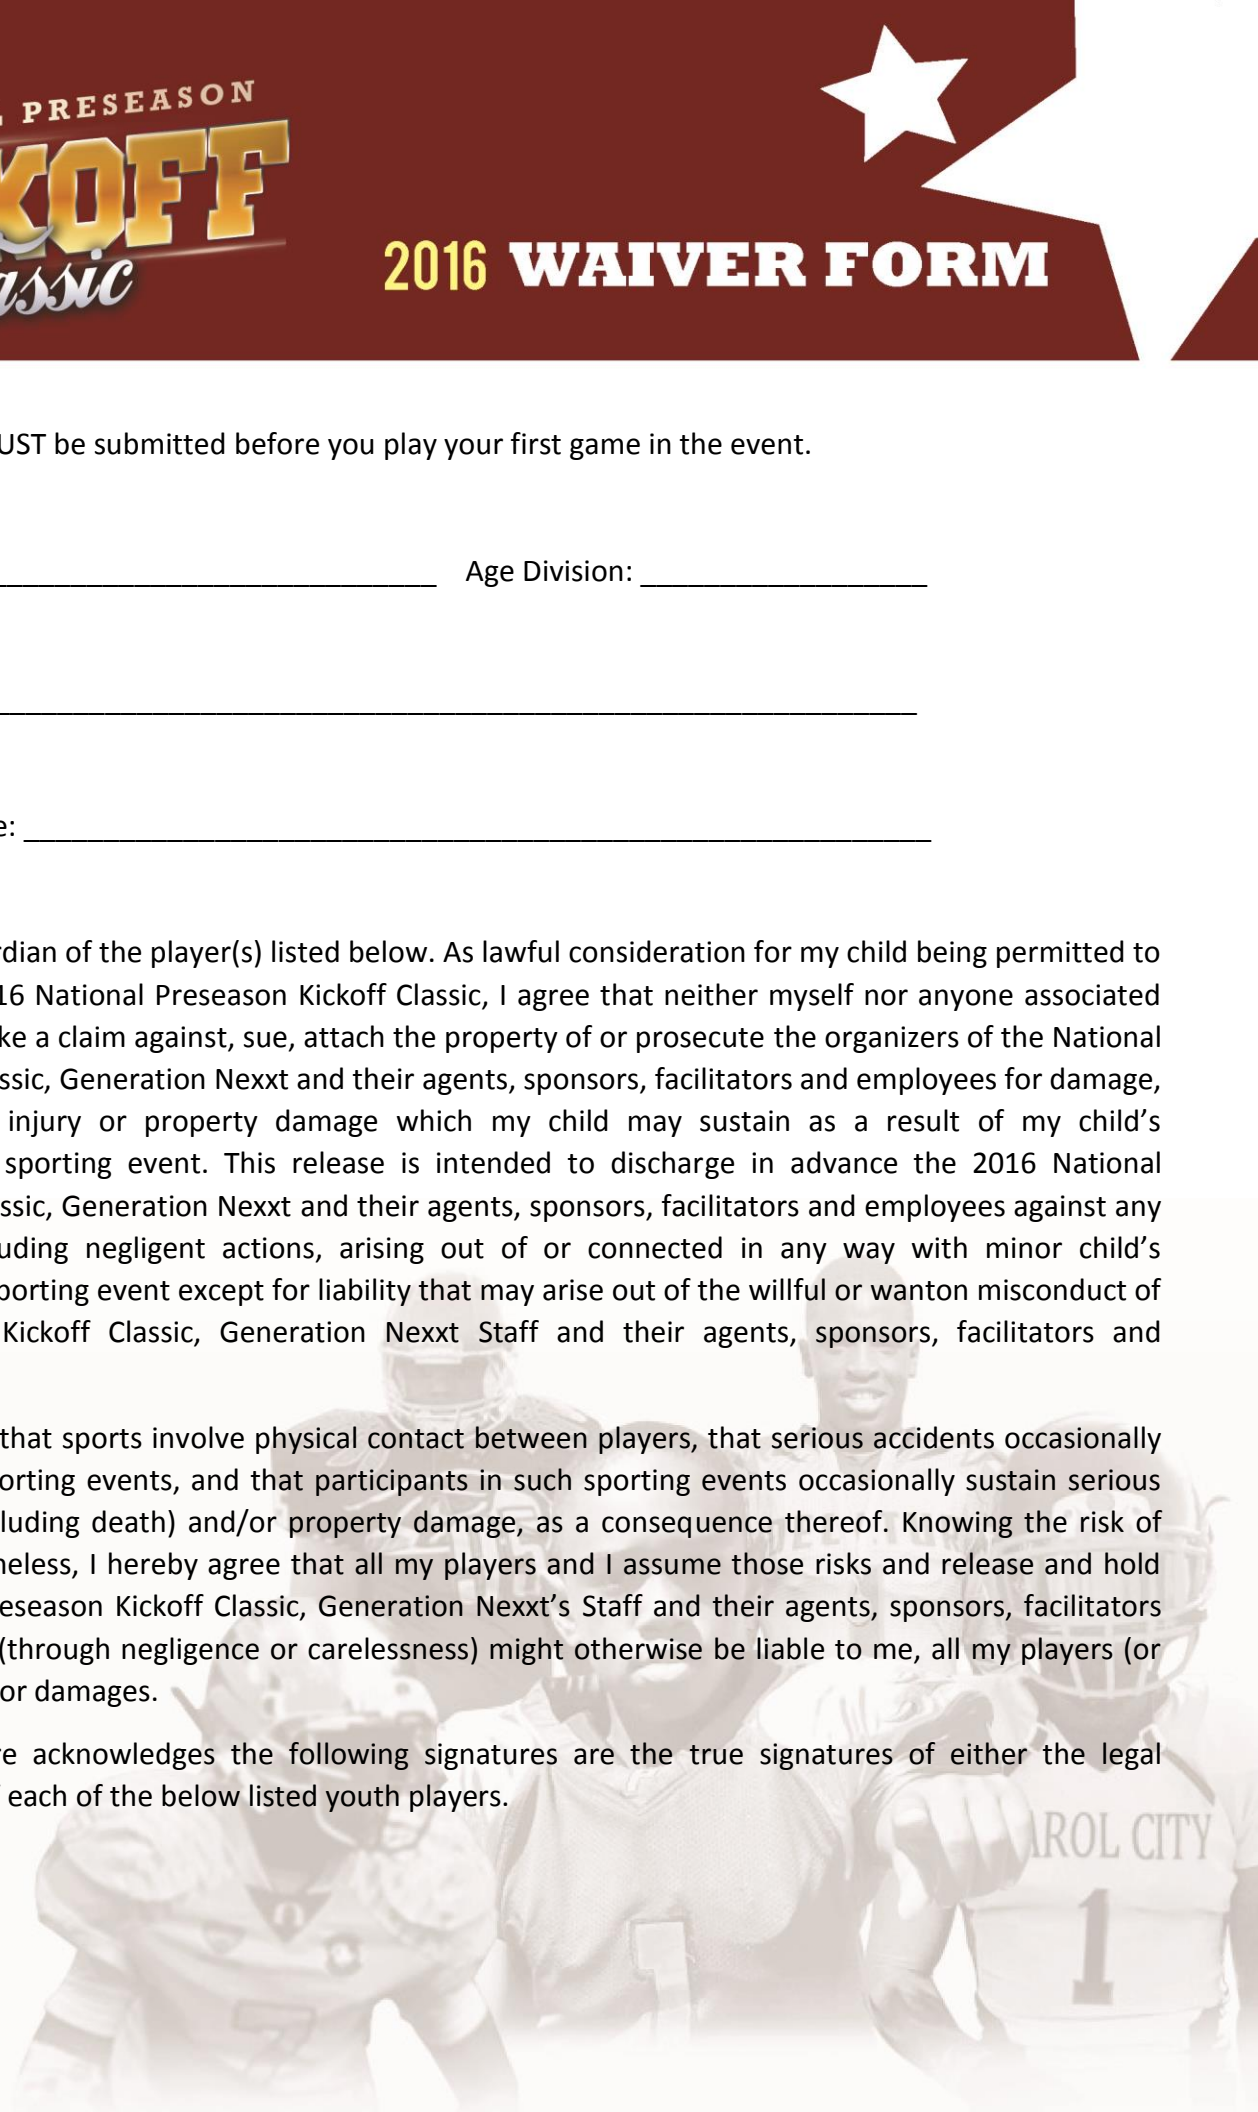 PRESEASON
KOFF
assic
2016 WAIVER FORM
UST be submitted before you play your first game in the event.
____________________________ Age Division: __________________
__________________________________________________________
e: _________________________________________________________
rdian of the player(s) listed below. As lawful consideration for my child being permitted to
16 National Preseason Kickoff Classic, I agree that neither myself nor anyone associated
ke a claim against, sue, attach the property of or prosecute the organizers of the National
ssic, Generation Nexxt and their agents, sponsors, facilitators and employees for damage,
injury or property damage which my child may sustain as a result of my child's
sporting event. This release is intended to discharge in advance the 2016 National
assic, Generation Nexxt and their agents, sponsors, facilitators and employees against any
uding negligent actions, arising out of or connected in any way with minor child's
porting event except for liability that may arise out of the willful or wanton misconduct of
Kickoff Classic, Generation Nexxt Staff and their agents, sponsors, facilitators and
that sports involve physical contact between players, that serious accidents occasionally
orting events, and that participants in such sporting events occasionally sustain serious
luding death) and/or property damage, as a consequence thereof. Knowing the risk of
neless, I hereby agree that all my players and I assume those risks and release and hold
eseason Kickoff Classic, Generation Nexxt's Staff and their agents, sponsors, facilitators
(through negligence or carelessness) might otherwise be liable to me, all my players (or
or damages.
re acknowledges the following signatures are the true signatures of either the legal
each of the below listed youth players.
AROL CITY
1
1
7